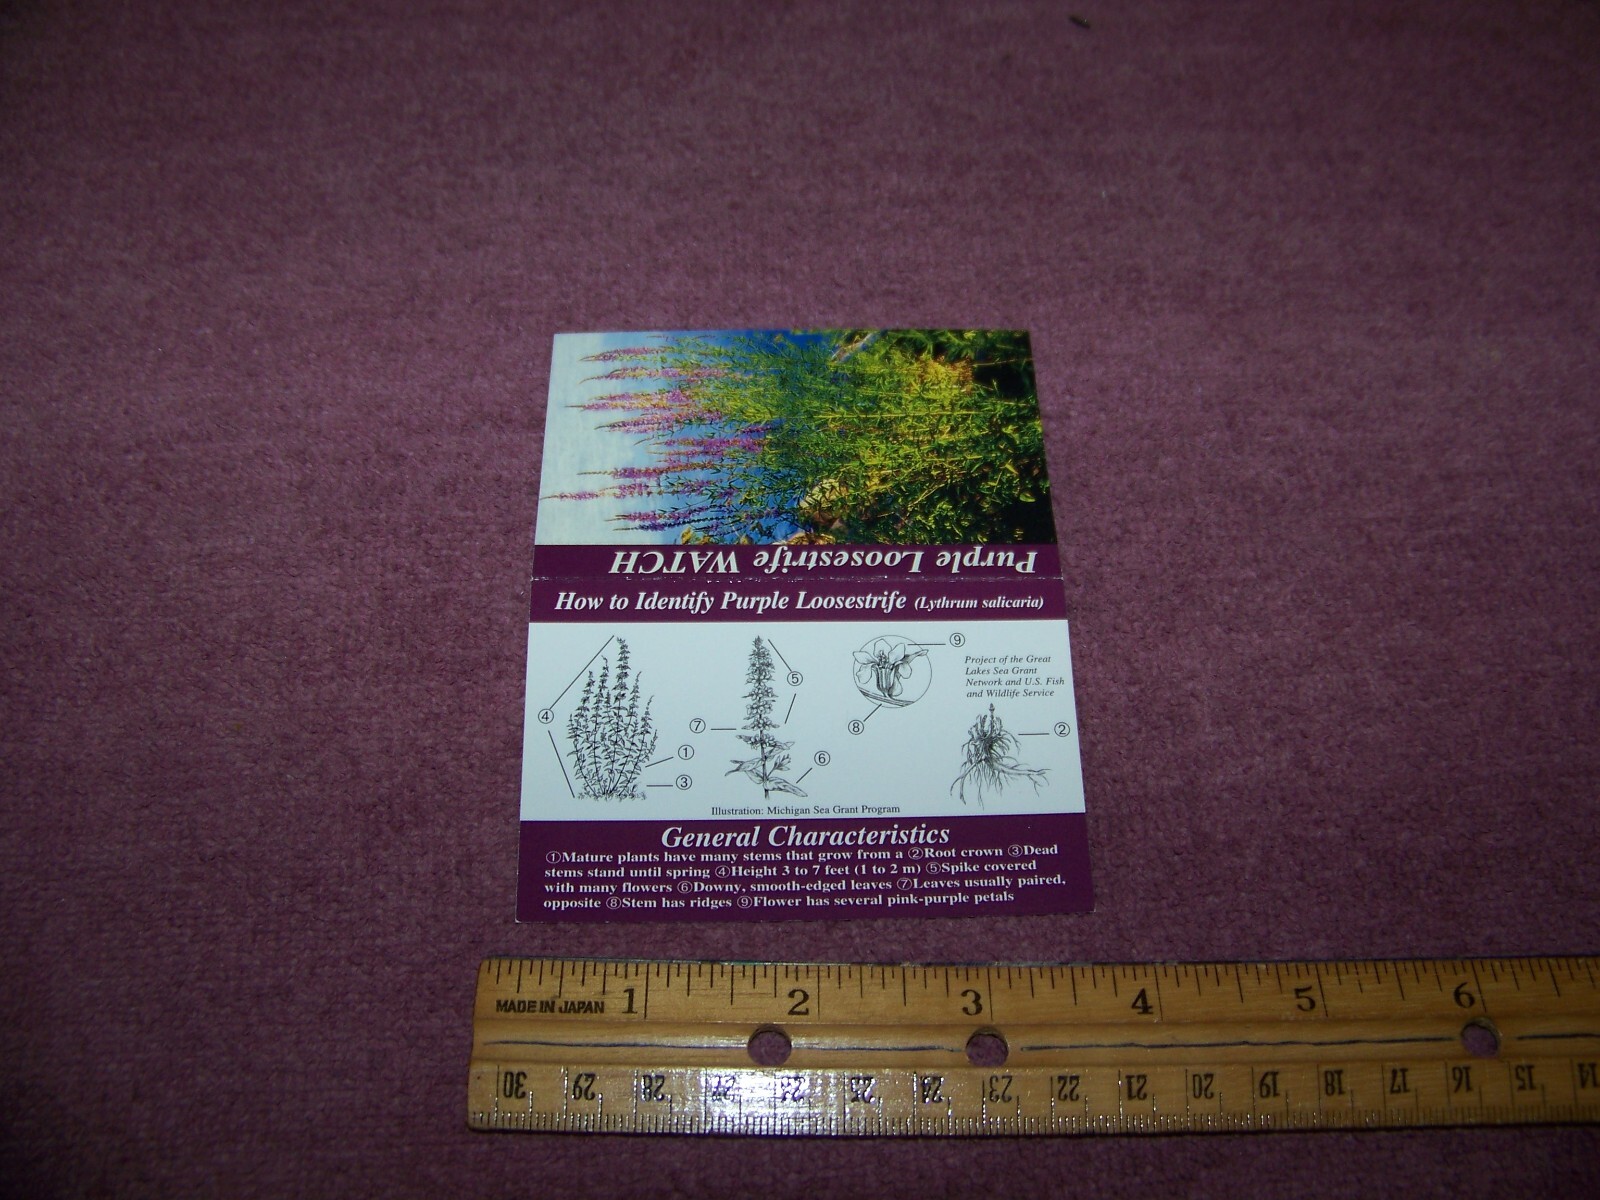 Purple Loosestrife WATCH
How to Identify Purple Loosestrife (Lythrum salicaria)
④
①
③
⑦
⑤
⑥
⑨
⑧
Project of the Great
Lakes Sea Grant
Network and U.S. Fish
and Wildlife Service
②
Illustration: Michigan Sea Grant Program
General Characteristics
①Mature plants have many stems that grow from a ②Root crown ③Dead
stems stand until spring ④Height 3 to 7 feet (1 to 2 m) ⑤Spike covered
with many flowers ⑥Downy, smooth-edged leaves ⑦Leaves usually paired,
opposite ⑧Stem has ridges ⑨Flower has several pink-purple petals
MADE IN JAPAN 1 2 3 4 5 6
30 29 28 27 26 25 24 23 22 21 20 19 18 17 16 15 14